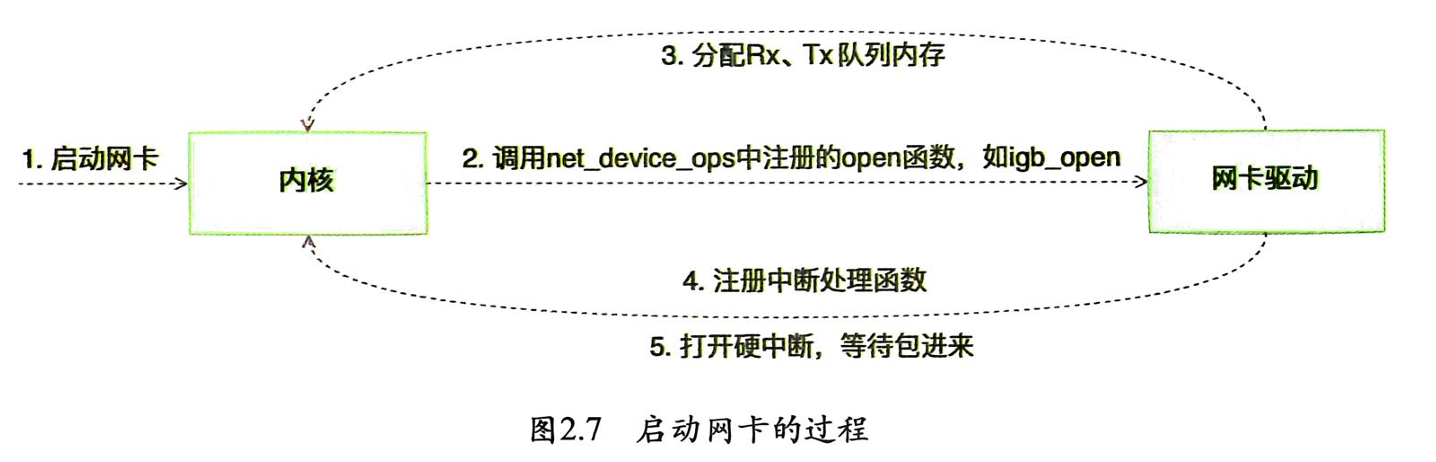 3. 分配Rx、Tx队列内存
1. 启动网卡
内核
2. 调用net_device_ops中注册的open函数，如igb_open
网卡驱动
4. 注册中断处理函数
5. 打开硬中断，等待包进来
图2.7 启动网卡的过程